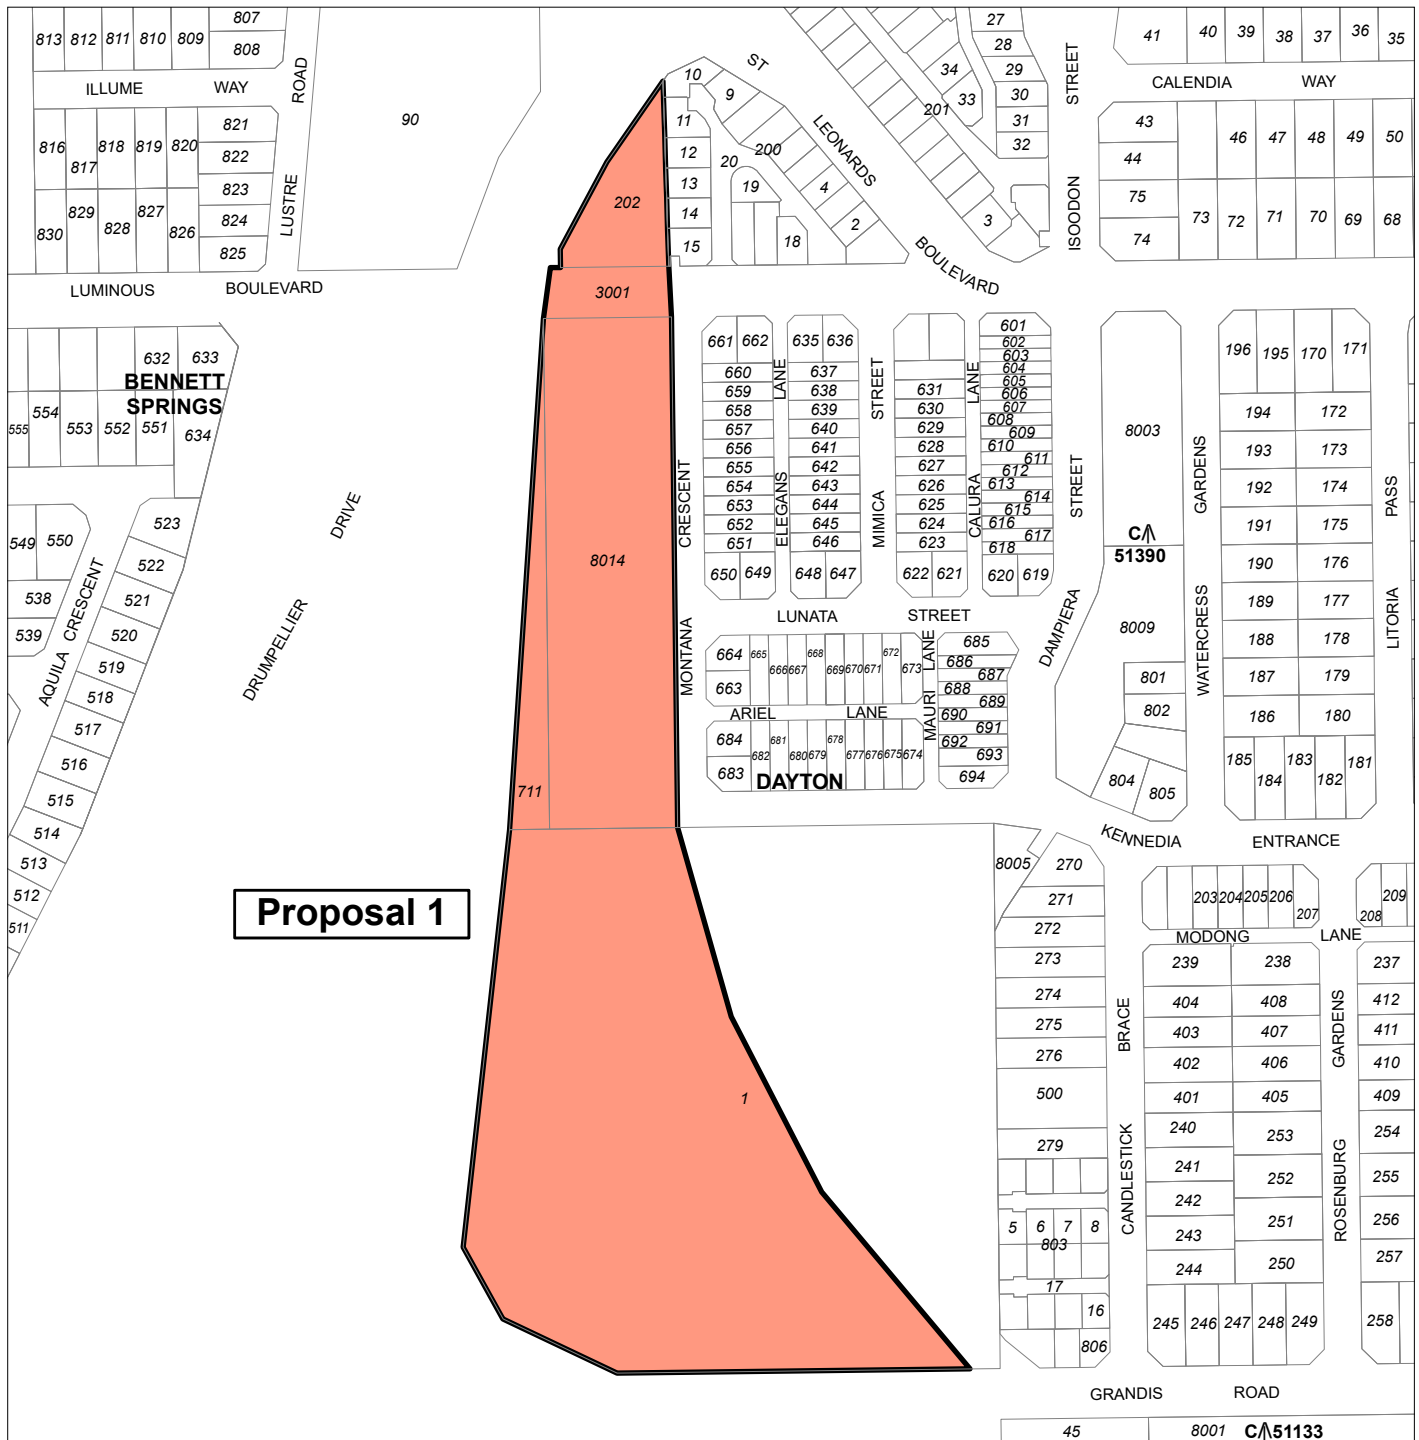 813 812 811 810 809 807
808
ILLUME WAY
ROAD
LUSTRE
90
816 817 818 819 820 821
822
823
824
825
830 829 828 827 826
LUMINOUS BOULEVARD
10
9
11
12
13
14
15
20
19
18
200
4
2
ST LEONARDS BOULEVARD
34
33
201
3
27
28
29
30
31
32
STREET
ISOODON
41 40 39 38 37 36 35
CALENDIA WAY
43
44
75
74
46 47 48 49 50
73 72 71 70 69 68
202
3001
8014
711
1
632 633
BENNETT
SPRINGS
555 554 553 552 551 634
549 550
538
539
AQUILA CRESCENT
523
522
521
520
519
518
517
516
515
514
513
512
511
DRUMPELLIER DRIVE
Proposal 1
MONTANA CRESCENT
661 662
660
659
658
657
656
655
654
653
652
651
650 649
ELEGANS LANE
635 636
637
638
639
640
641
642
643
644
645
646
648 647
MIMICA STREET
631
630
629
628
627
626
625
624
623
622 621
CALURA LANE
601
602
603
604
605
606
607
608
609
610
611
612
613
614
615
616
617
618
620 619
DAMPIERA STREET
LUNATA STREET
664 665 666 667 668 669 670 671 672 673
663
ARIEL LANE
684 682 681 680 679 678 677 676 675 674
683
DAYTON
MAURI LANE
685
686
687
688
689
690
691
692
693
694
8003
51390
8009
801
802
804 805
WATERCRESS GARDENS
196 195 170 171
194 172
193 173
192 174
191 175
190 176
189 177
188 178
187 179
186 180
185 184 183 182 181
LITORIA PASS
KENNEDIA ENTRANCE
8005 270
271
272
273
274
275
276
500
279
5 6 7 8
803
17
16
806
CANDLESTICK BRACE
203 204 205 206 207
208 209
MODONG LANE
239 238 237
404 408 412
403 407 411
402 406 410
401 405 409
240 253 254
241 252 255
242 251 256
243 250 257
244
245 246 247 248 249 258
ROSENBURG GARDENS
GRANDIS ROAD
45 8001 51133